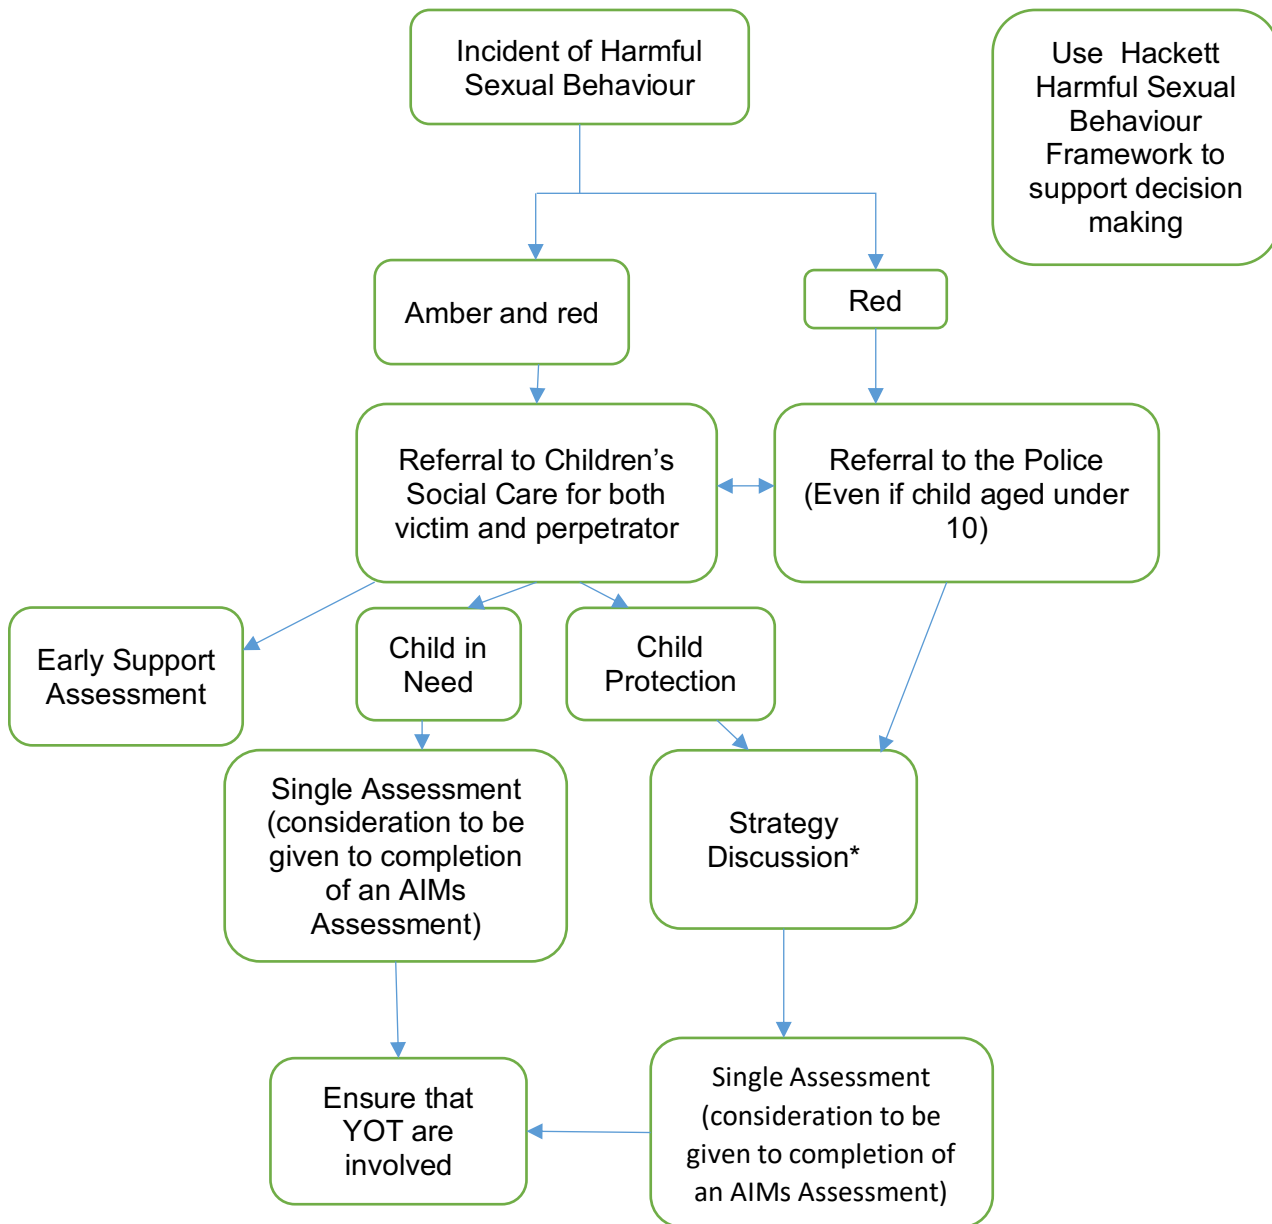 Incident of Harmful
Sexual Behaviour
Use Hackett
Harmful Sexual
Behaviour
Framework to
support decision
making
Amber and red
Red
Referral to Children’s
Social Care for both
victim and perpetrator
Referral to the Police
(Even if child aged under
10)
Early Support
Assessment
Child in
Need
Child
Protection
Single Assessment
(consideration to be
given to completion
of an AIMs
Assessment)
Strategy
Discussion*
Ensure that
YOT are
involved
Single Assessment
(consideration to be
given to completion of
an AIMs Assessment)